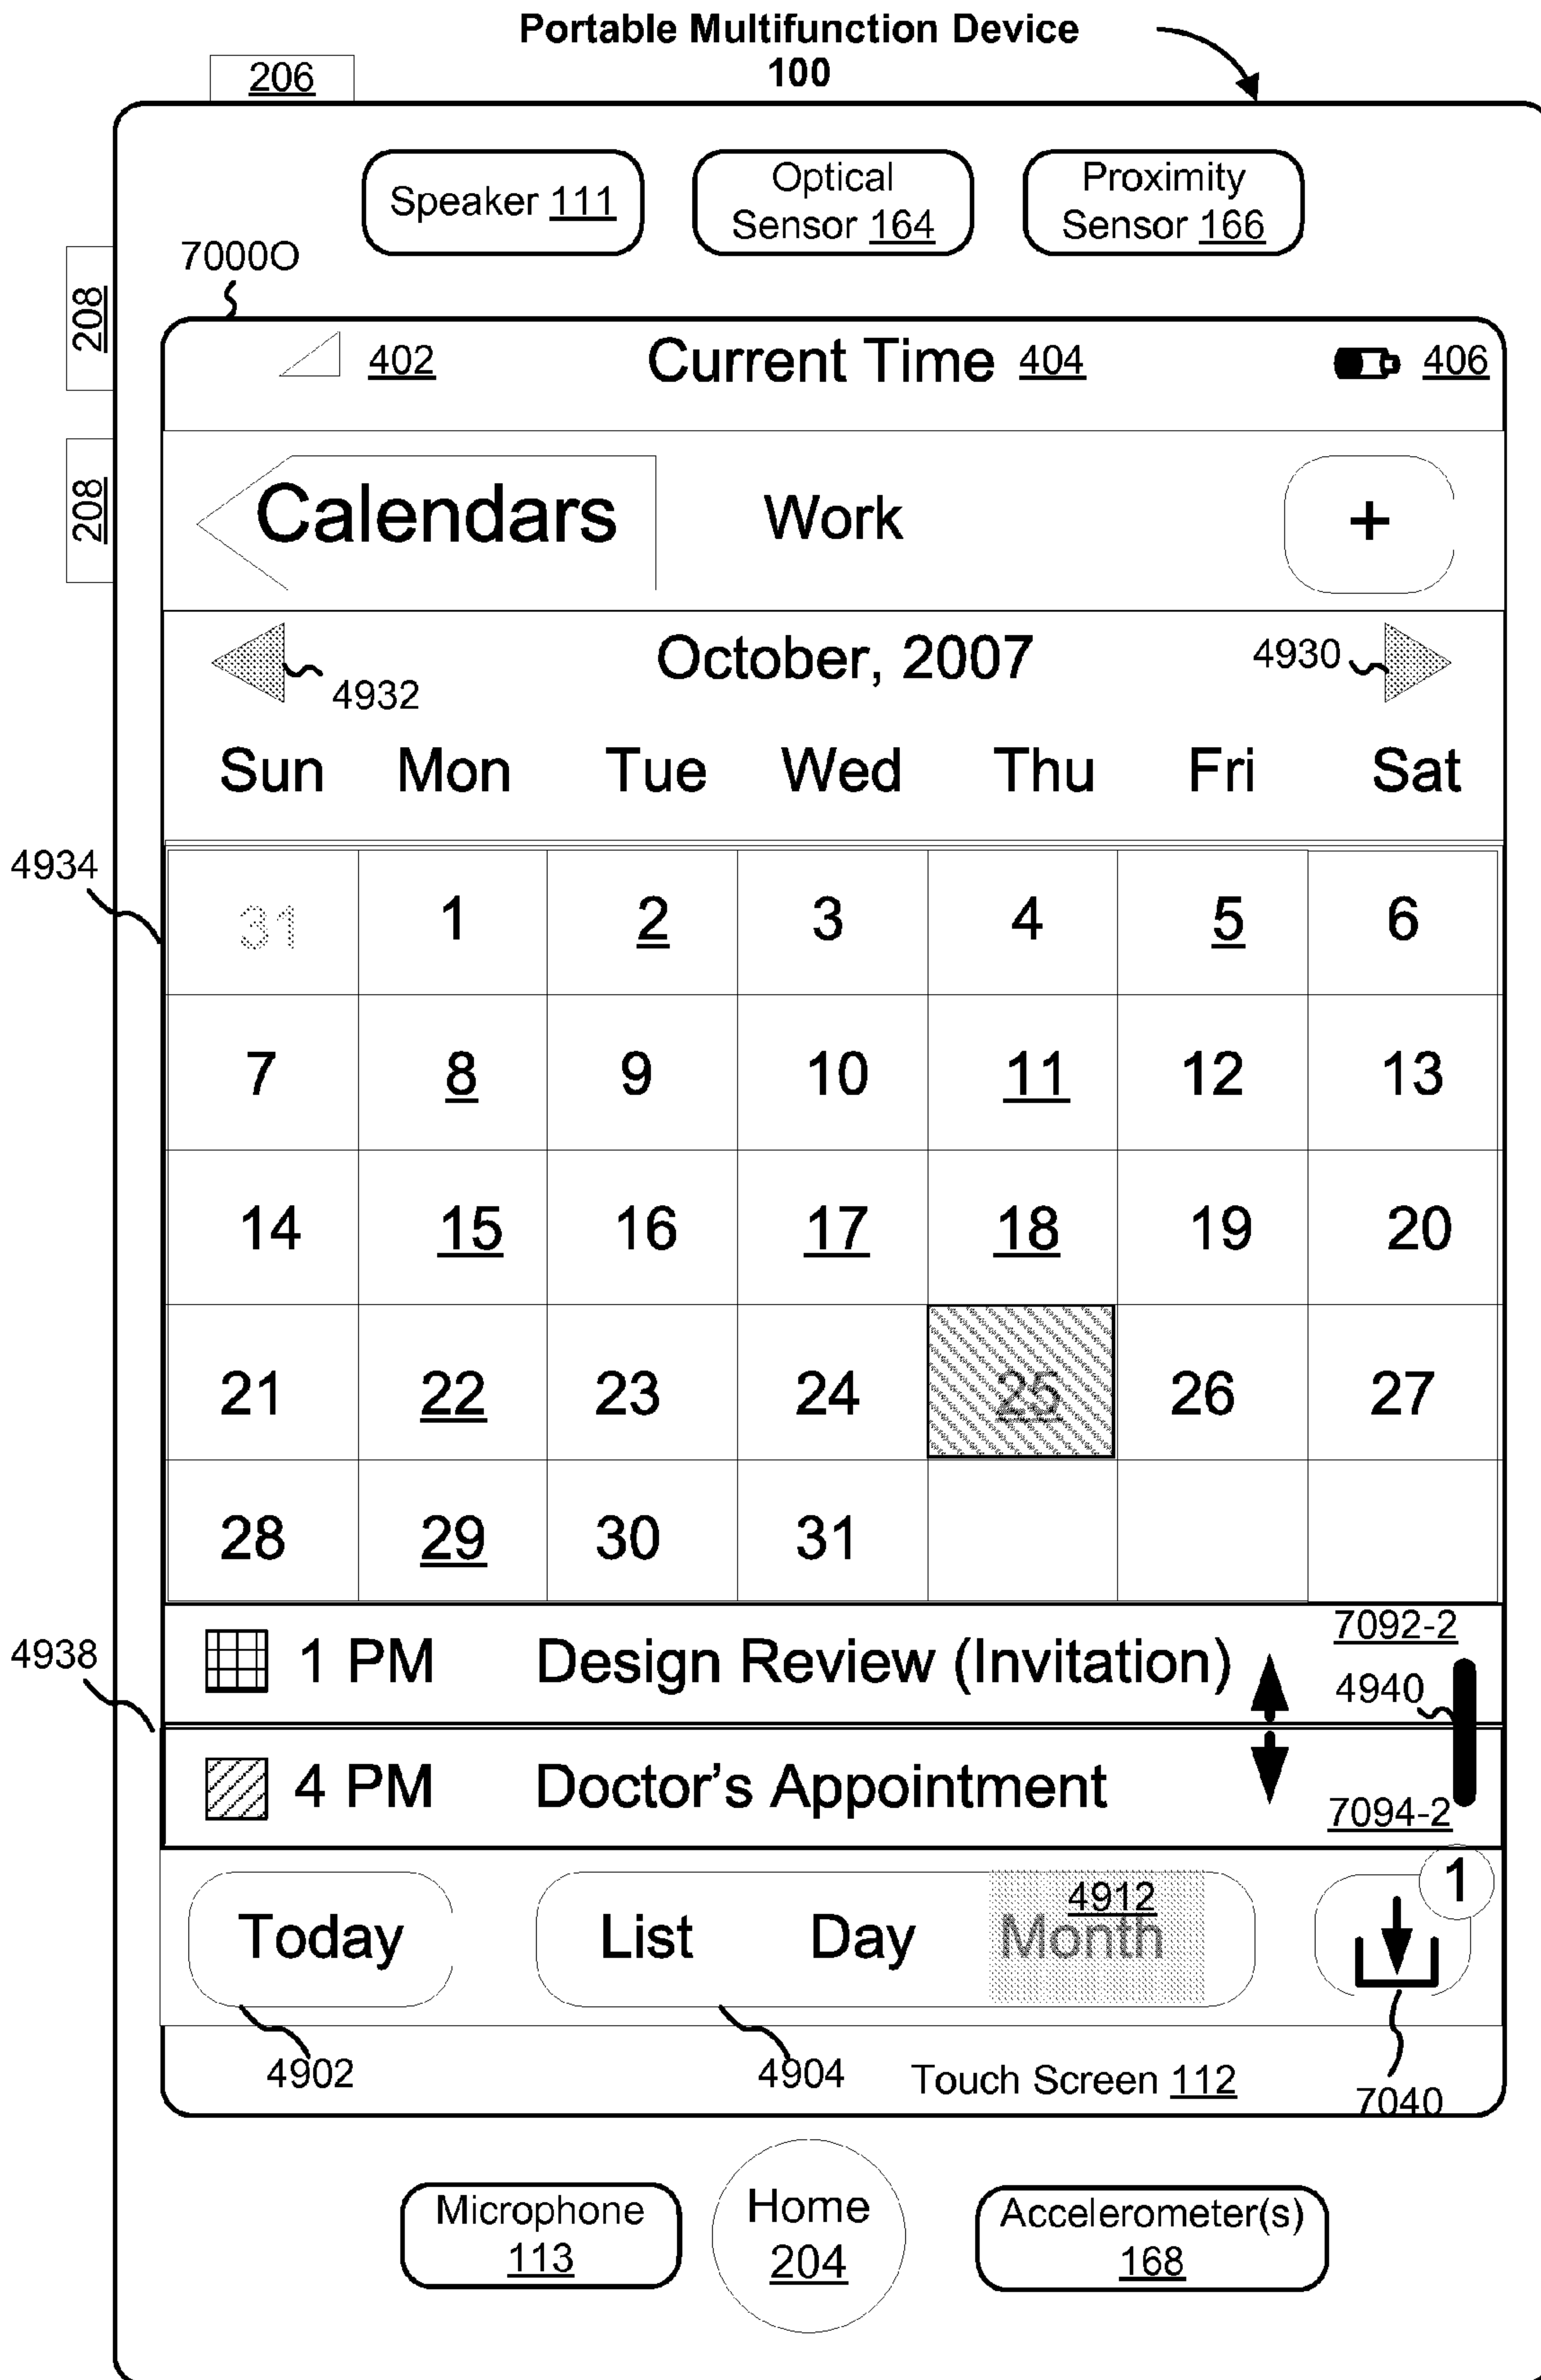 Portable Multifunction Device
100
206
Speaker 111
Optical
Sensor 164
Proximity
Sensor 166
7000O
208
208
402
Current Time 404
406
Calendars
Work
+
October, 2007
4932
4930
Sun Mon Tue Wed Thu Fri Sat
4934
31 1 2 3 4 5 6
7 8 9 10 11 12 13
14 15 16 17 18 19 20
21 22 23 24 25 26 27
28 29 30 31
4938
1 PM Design Review (Invitation)
7092-2
4940
4 PM Doctor's Appointment
7094-2
Today
List Day Month
4912
1
4902
4904
Touch Screen 112
7040
Microphone
113
Home
204
Accelerometer(s)
168